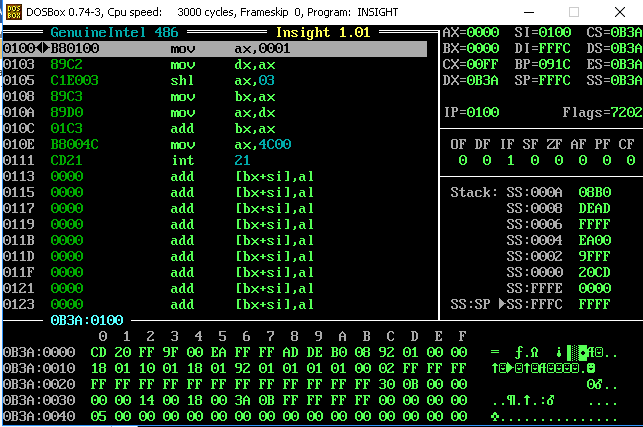 DOSBox 0.74-3, Cpu speed: 3000 cycles, Frameskip 0, Program: INSIGHT
GenuineIntel 486 Insight 1.01 AX=0000 SI=0100 CS=0B3A
0100◄►B80100 mov ax,0001 BX=0000 DI=FFFC DS=0B3A
0103 89C2 mov dx,ax CX=00FF BP=091C ES=0B3A
0105 C1E003 shl ax,03 DX=0B3A SP=FFFC SS=0B3A
0108 89C3 mov bx,ax
010A 89D0 mov ax,dx IP=0100 Flags=7202
010C 01C3 add bx,ax
010E B8004C mov ax,4C00 OF DF IF SF ZF AF PF CF
0111 CD21 int 21 0 0 1 0 0 0 0 0
0113 0000 add [bx+si],al
0115 0000 add [bx+si],al Stack: SS:000A 08B0
0117 0000 add [bx+si],al SS:0008 DEAD
0119 0000 add [bx+si],al SS:0006 FFFF
011B 0000 add [bx+si],al SS:0004 EA00
011D 0000 add [bx+si],al SS:0002 9FFF
011F 0000 add [bx+si],al SS:0000 20CD
0121 0000 add [bx+si],al SS:FFFE 0000
0123 0000 add [bx+si],al SS:SP ►SS:FFFC FFFF
0B3A:0100
0 1 2 3 4 5 6 7 8 9 A B C D E F
0B3A:0000 CD 20 FF 9F 00 EA FF FF AD DE B0 08 92 01 00 00
0B3A:0010 18 01 10 01 18 01 92 01 01 01 01 00 02 FF FF FF
0B3A:0020 FF FF FF FF FF FF FF FF FF FF FF FF 30 0B 00 00
0B3A:0030 00 00 14 00 18 00 3A 0B FF FF FF FF 00 00 00 00
0B3A:0040 05 00 00 00 00 00 00 00 00 00 00 00 00 00 00 00